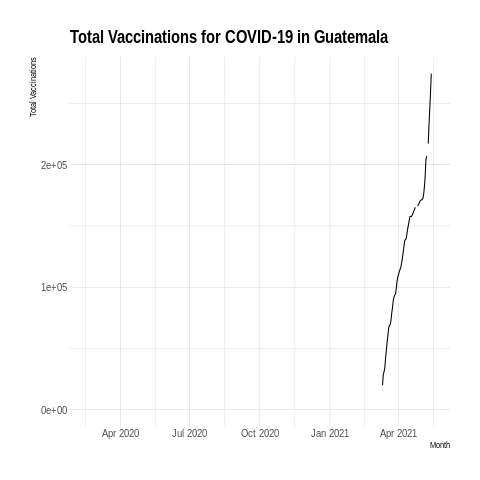 Total Vaccinations for COVID-19 in Guatemala
Total Vaccinations
2e+05
1e+05
0e+00
Apr 2020 Jul 2020 Oct 2020 Jan 2021 Apr 2021
Month